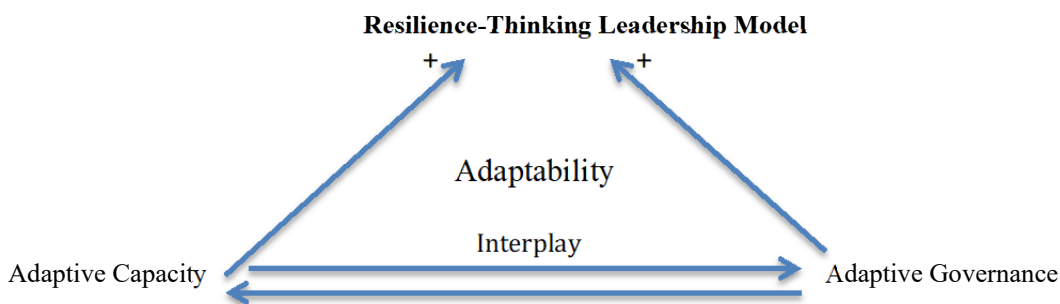 Resilience-Thinking Leadership Model
+ +
Adaptability
Interplay
Adaptive Capacity Adaptive Governance